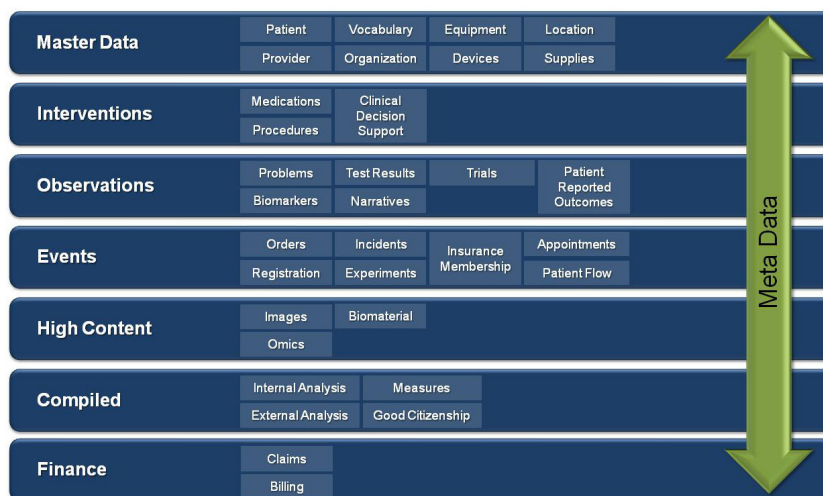 Master Data
Patient
Vocabulary
Equipment
Location
Provider
Organization
Devices
Supplies
Interventions
Medications
Clinical
Decision
Support
Procedures
Observations
Problems
Test Results
Trials
Patient
Reported
Outcomes
Biomarkers
Narratives
Events
Orders
Incidents
Insurance
Membership
Appointments
Registration
Experiments
Patient Flow
High Content
Images
Biomaterial
Omics
Compiled
Internal Analysis
Measures
External Analysis
Good Citizenship
Finance
Claims
Billing
Meta Data